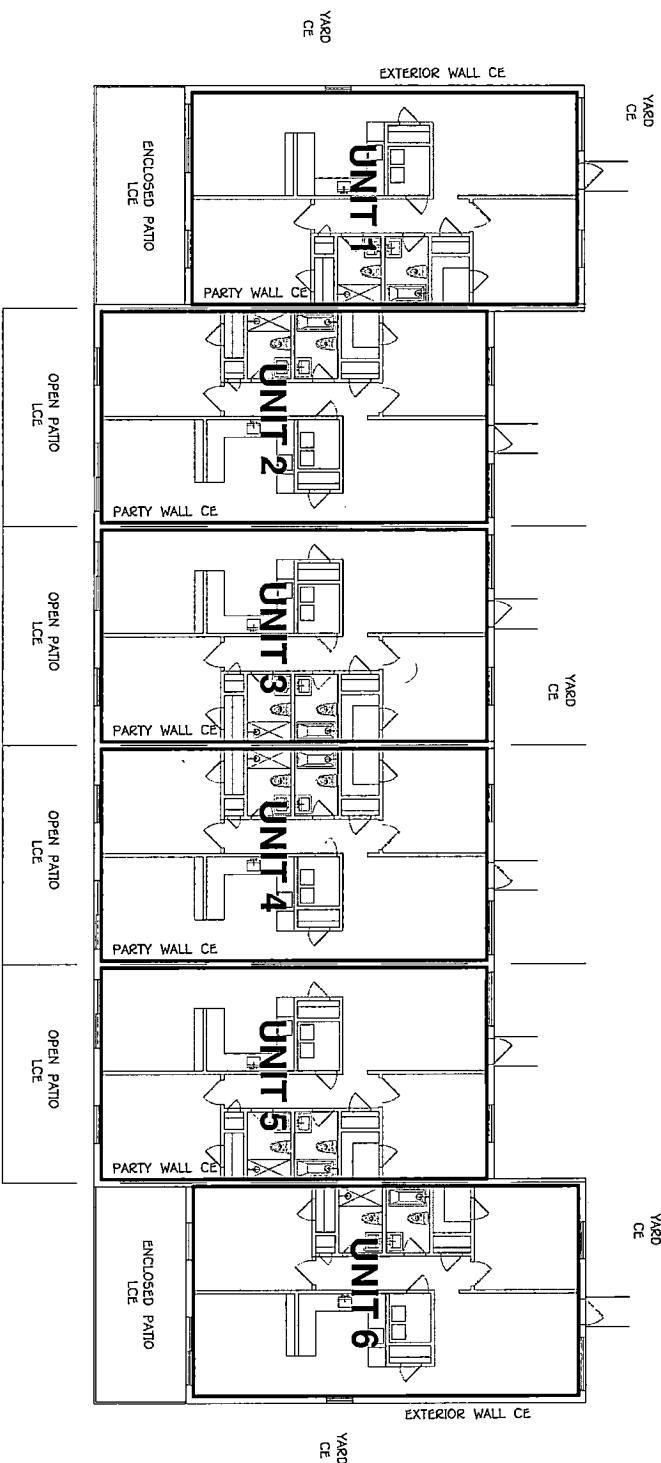 YARD
CE
EXTERIOR WALL CE
YARD
CE
ENCLOSED PATIO
LCE
UNIT 1
PARTY WALL CE
OPEN PATIO
LCE
UNIT 2
PARTY WALL CE
OPEN PATIO
LCE
UNIT 3
YARD
CE
PARTY WALL CE
OPEN PATIO
LCE
UNIT 4
PARTY WALL CE
OPEN PATIO
LCE
UNIT 5
PARTY WALL CE
ENCLOSED PATIO
LCE
UNIT 6
YARD
CE
EXTERIOR WALL CE
YARD
CE